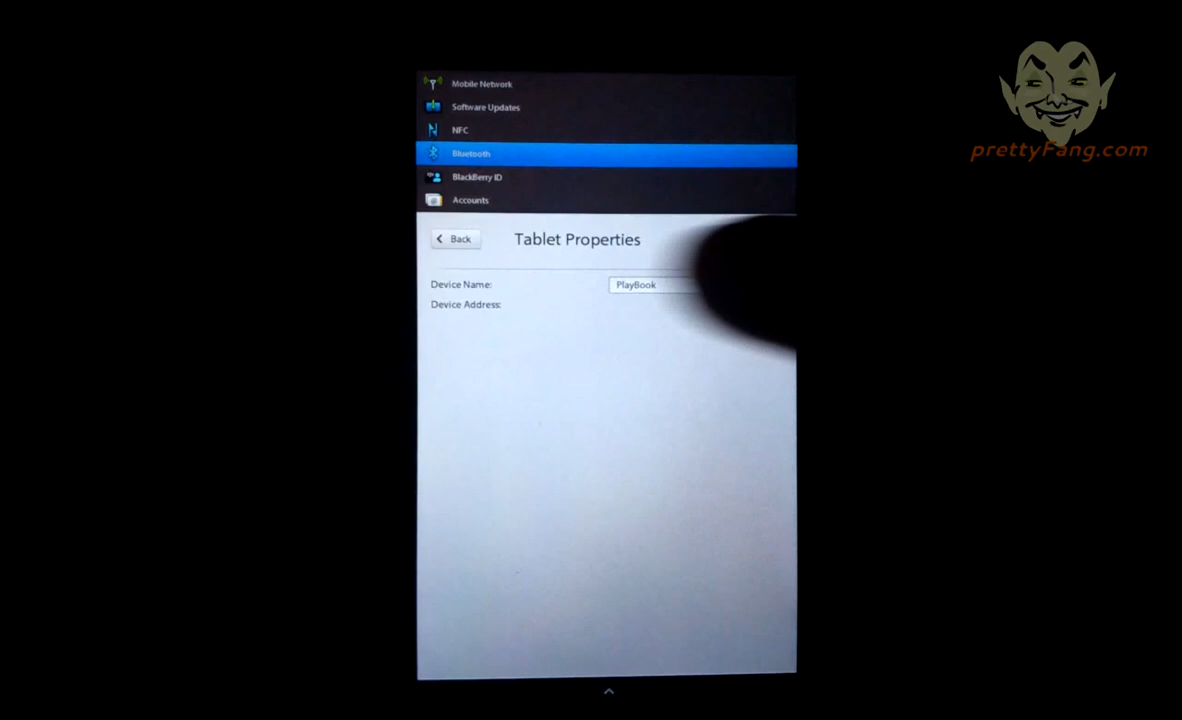 Mobile Network
Software Updates
NFC
Bluetooth
BlackBerry ID
Accounts
prettyFang.com
Back
Tablet Properties
Device Name:
PlayBook
Device Address: